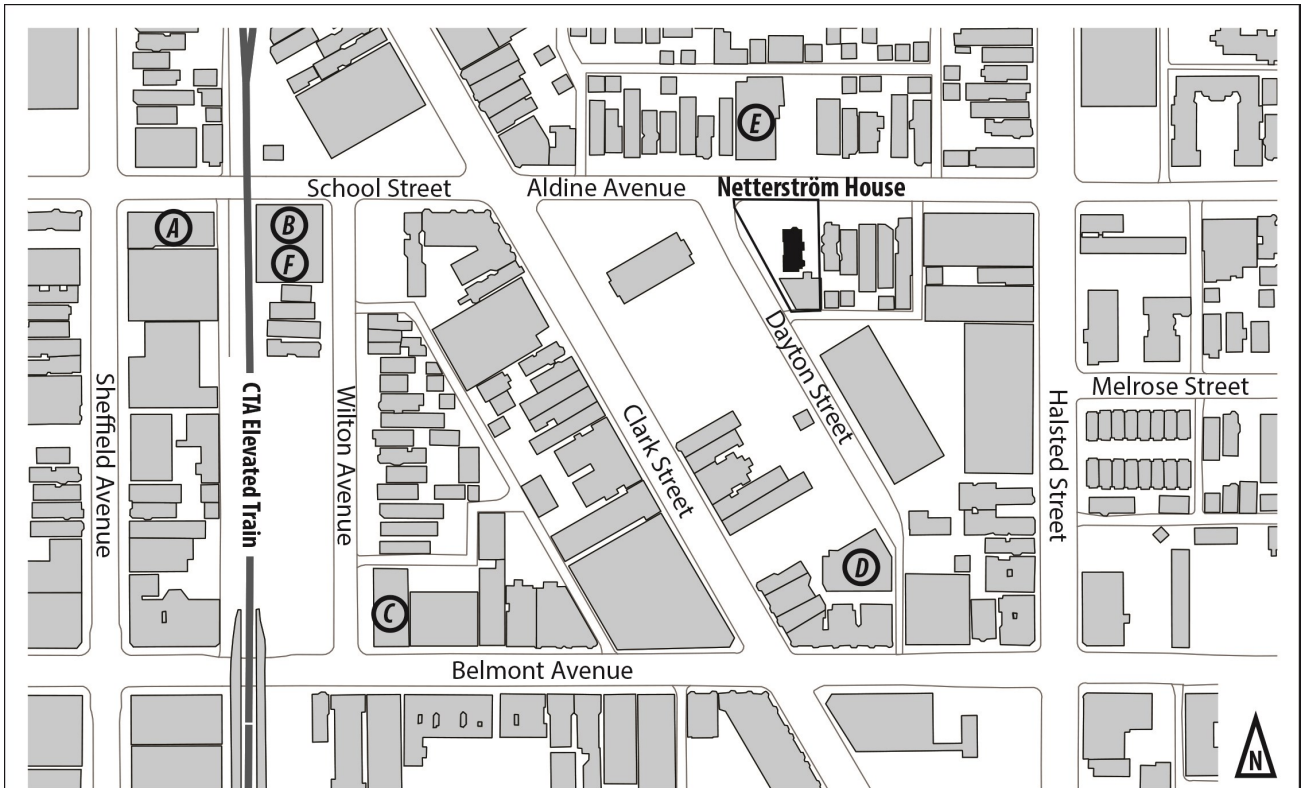 School Street
Aldine Avenue
Netterström House
E
A
B
F
Sheffield Avenue
CTA Elevated Train
Wilton Avenue
Clark Street
Dayton Street
Halsted Street
Melrose Street
D
C
Belmont Avenue
N